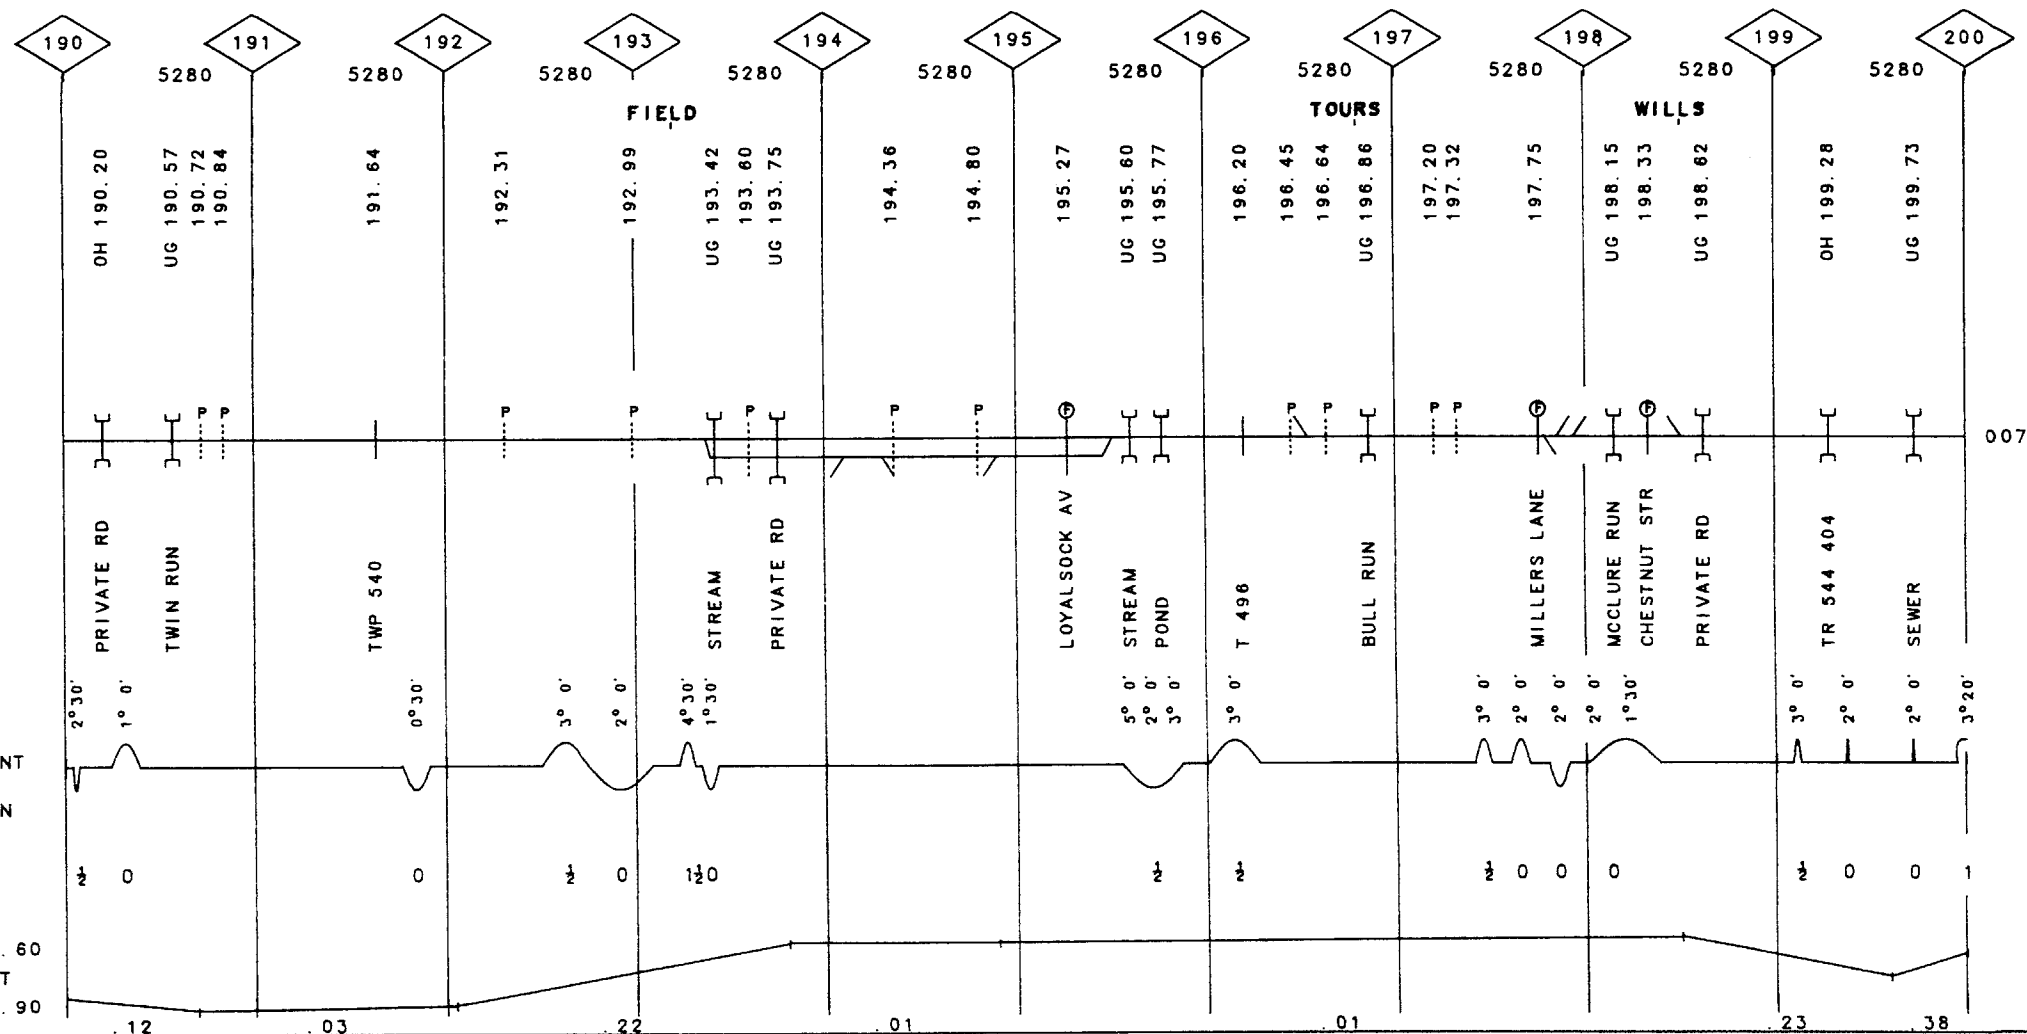 190 191 192 193 194 195 196 197 198 199 200
5280 5280 5280 5280 5280 5280 5280 5280 5280 5280
FIELD TOURS WILLS
OH 190.20
UG 190.57
190.72
190.84
191.64
192.31
192.99
UG 193.42
193.60
UG 193.75
194.36
194.80
195.27
UG 195.60
UG 195.77
196.20
196.45
196.64
UG 196.86
197.20
197.32
197.75
UG 198.15
198.33
UG 198.62
OH 199.28
UG 199.73
P P P P P P P F P P P P F F
007
PRIVATE RD
TWIN RUN
TWP 540
STREAM
PRIVATE RD
LOYALSOCK AV
STREAM
POND
T 496
BULL RUN
MILLERS LANE
MCCLURE RUN
CHESTNUT STR
PRIVATE RD
TR 544 404
SEWER
2°30'
1° 0'
0°30'
3° 0'
2° 0'
4°30'
1°30'
5° 0'
2° 0'
3° 0'
3° 0'
3° 0'
2° 0'
2° 0'
2° 0'
1°30'
3° 0'
2° 0'
2° 0'
3°20'
NT
N
½ 0 0 ½ 0 1½0 ½ ½ ½ 0 0 0 ½ 0 0 1
.60
T
.90
.12 .03 .22 .01 .01 .23 .38